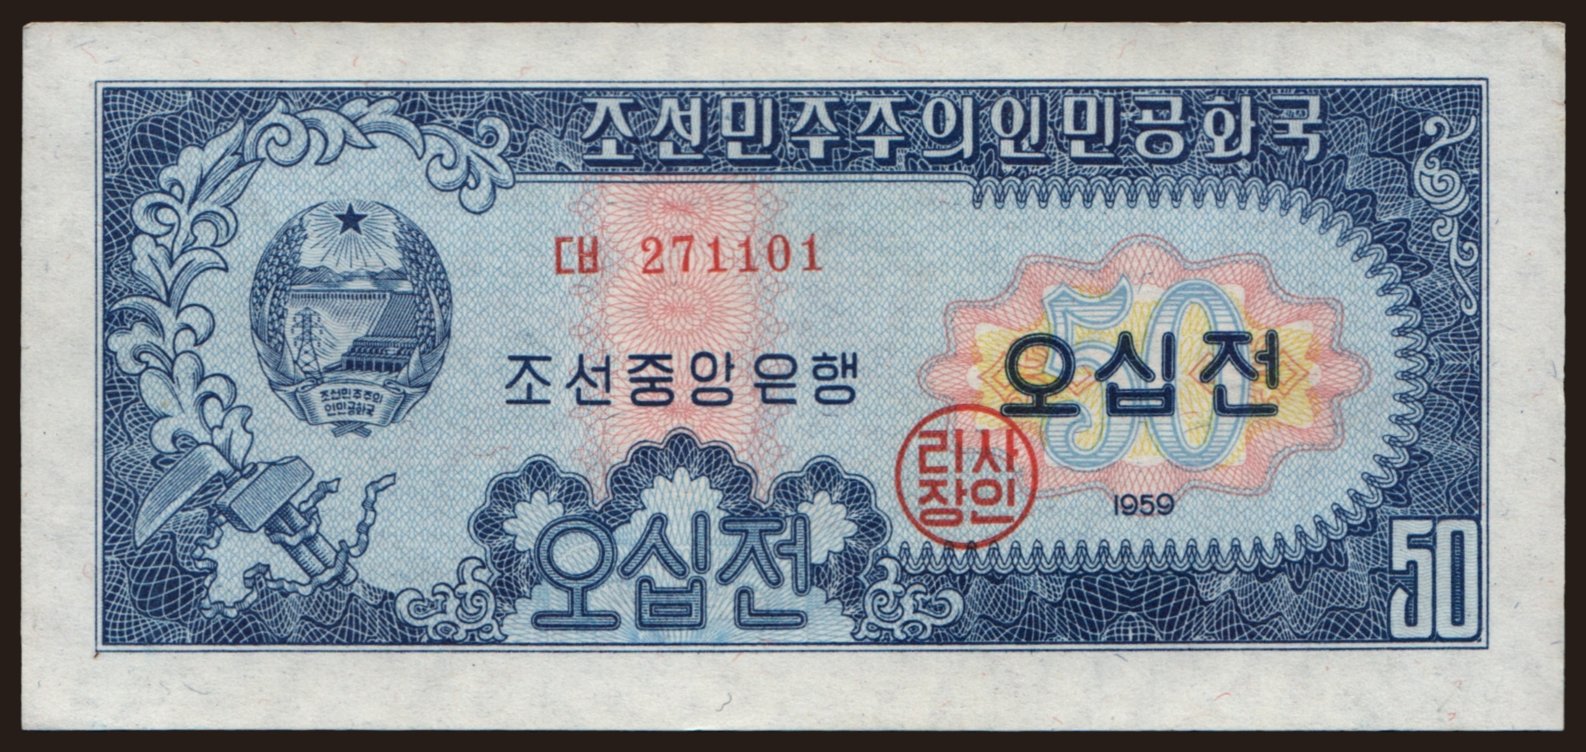 조선민주주의인민공화국
대 271101
조선민주주의
인민공화국
조선중앙은행
50
오십전
리사
장인
1959
오십전
50